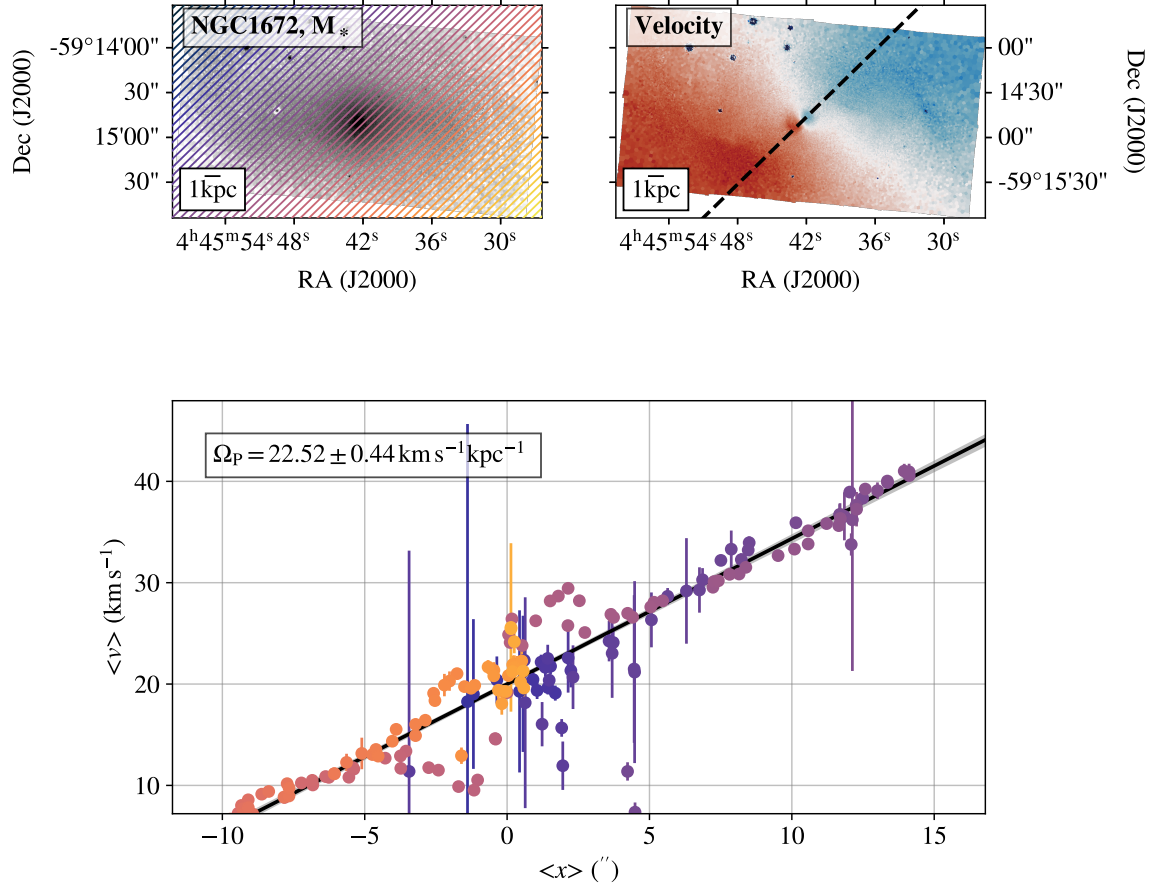 NGC1672, M$_*$
Velocity
-59°14'00"
30"
15'00"
30"
Dec (J2000)
1kpc
4ʰ45ᵐ54ˢ 48ˢ 42ˢ 36ˢ 30ˢ
RA (J2000)
1kpc
00"
14'30"
00"
-59°15'30"
Dec (J2000)
4ʰ45ᵐ54ˢ 48ˢ 42ˢ 36ˢ 30ˢ
RA (J2000)
Ω_P = 22.52 ± 0.44 km s⁻¹ kpc⁻¹
40
30
20
10
<v> (km s⁻¹)
−10 −5 0 5 10 15
<x> (″)